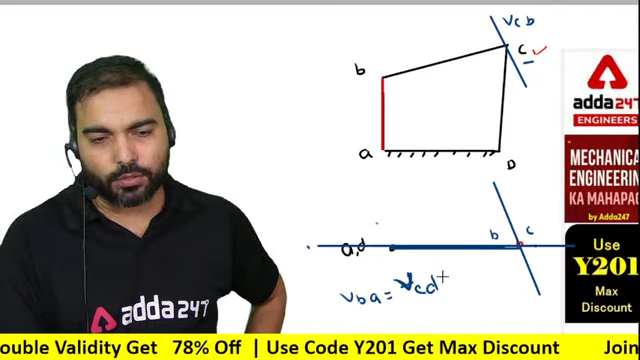 Vcb
b
c
a
D
b c
a,d
Vba = Vcd
adda247
adda247
ENGINEERS
MECHANICAL
ENGINEERING
KA MAHAPAC
by Adda247
Use
Y201
Max
Discount
ouble Validity Get 78% Off | Use Code Y201 Get Max Discount Join